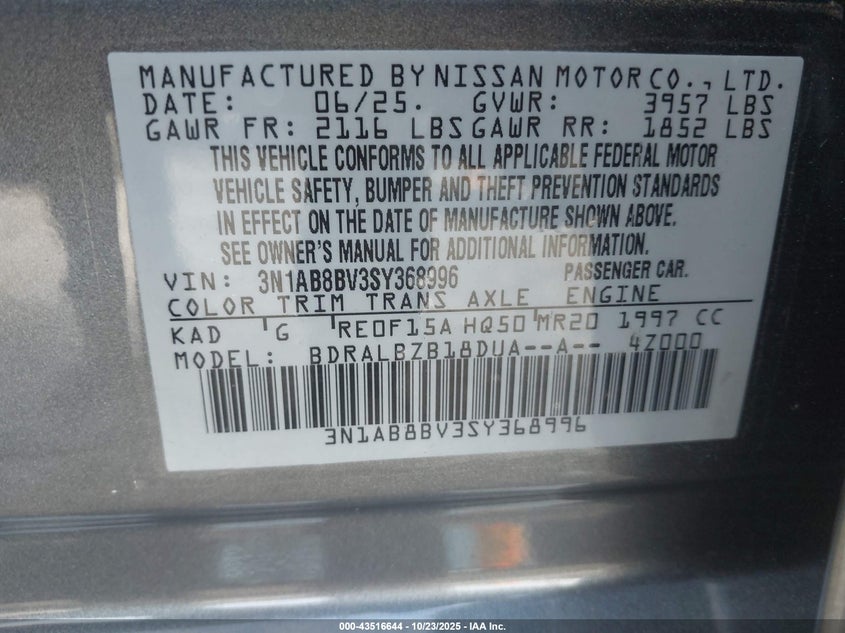 MANUFACTURED BY NISSAN MOTOR CO., LTD.
DATE: 06/25. GVWR: 3957 LBS
GAWR FR: 2116 LBS GAWR RR: 1852 LBS
THIS VEHICLE CONFORMS TO ALL APPLICABLE FEDERAL MOTOR
VEHICLE SAFETY, BUMPER AND THEFT PREVENTION STANDARDS
IN EFFECT ON THE DATE OF MANUFACTURE SHOWN ABOVE.
SEE OWNER'S MANUAL FOR ADDITIONAL INFORMATION.
VIN: 3N1AB8BV3SY368996 PASSENGER CAR.
COLOR TRIM TRANS AXLE ENGINE
KAD G RE0F15A HQ50 MR20 1997 CC
MODEL: BDRALBZB18DUA--A-- 4Z000
3N1AB8BV3SY368996
000-43516644 | 10/23/2025 - IAA Inc.